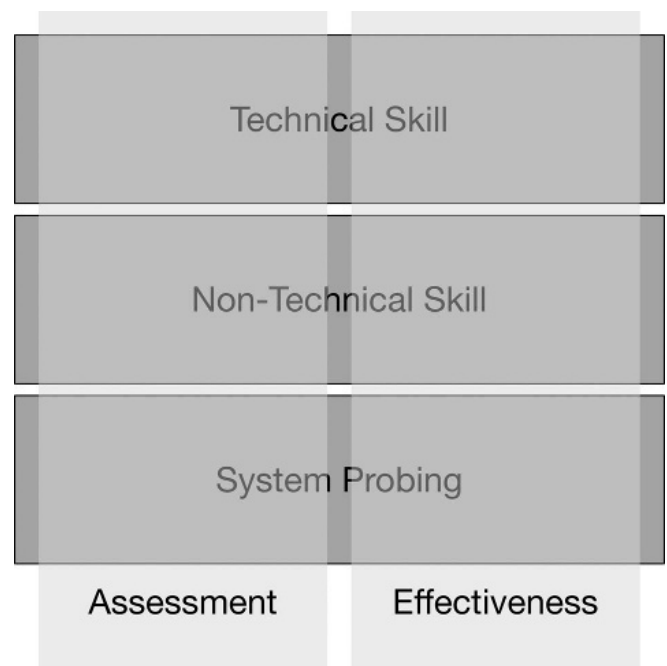 Technical Skill
Non-Technical Skill
System Probing
Assessment Effectiveness